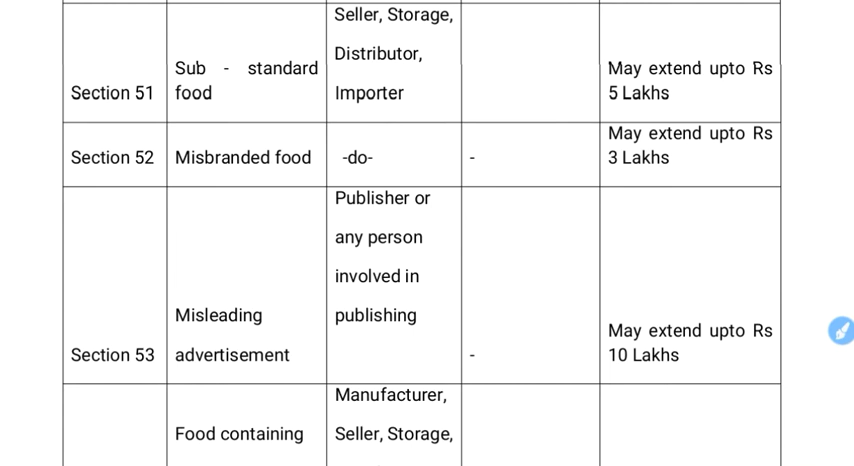 Seller, Storage,
Distributor,
Sub - standard
May extend upto Rs
Section 51 food
Importer
5 Lakhs
May extend upto Rs
Section 52 Misbranded food -do- - 3 Lakhs
Publisher or
any person
involved in
Misleading
publishing
May extend upto Rs
Section 53 advertisement - 10 Lakhs
Manufacturer,
Food containing
Seller, Storage,